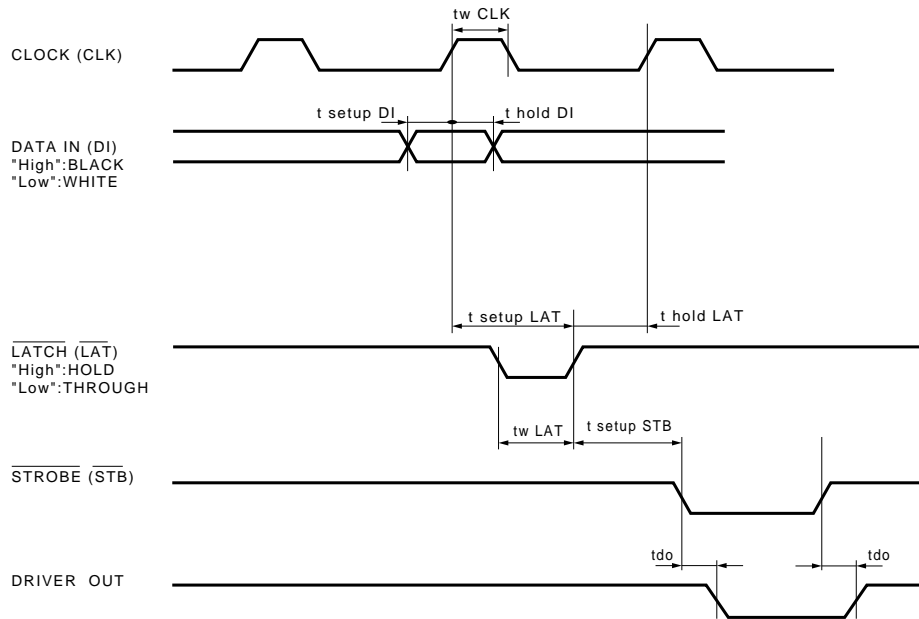 tw CLK
CLOCK (CLK)
t setup DI
t hold DI
DATA IN (DI)
"High":BLACK
"Low":WHITE
t setup LAT
t hold LAT
LATCH (LAT)
"High":HOLD
"Low":THROUGH
tw LAT
t setup STB
STROBE (STB)
tdo
tdo
DRIVER OUT